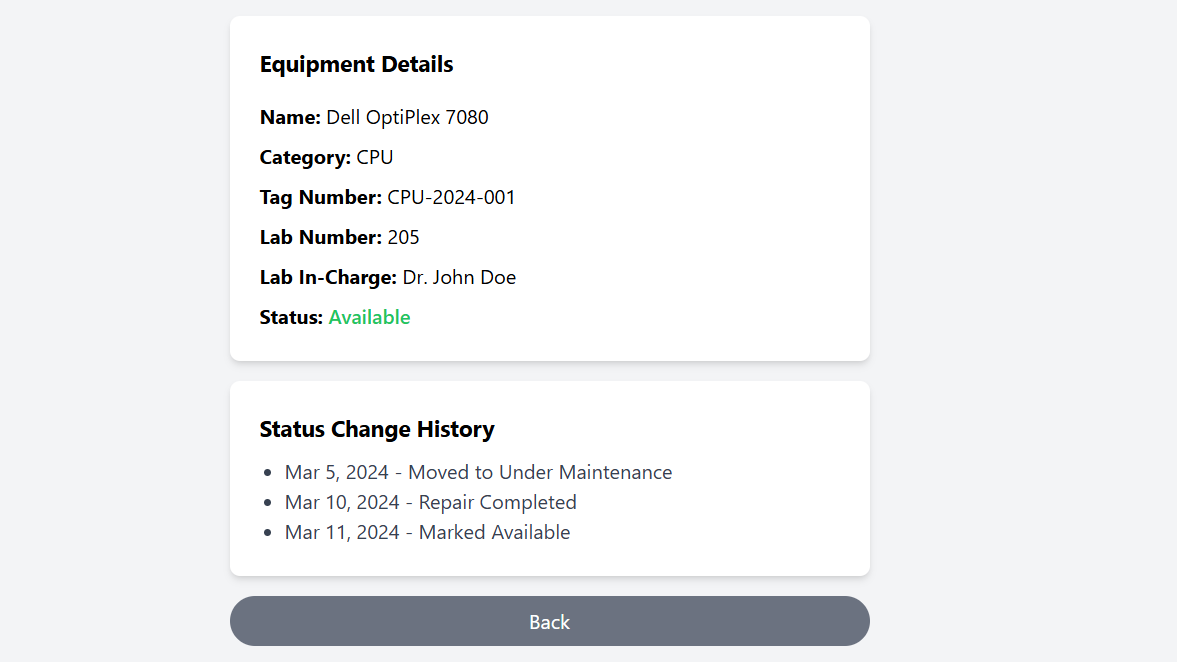 Equipment Details
Name: Dell OptiPlex 7080
Category: CPU
Tag Number: CPU-2024-001
Lab Number: 205
Lab In-Charge: Dr. John Doe
Status: Available
Status Change History
• Mar 5, 2024 - Moved to Under Maintenance
• Mar 10, 2024 - Repair Completed
• Mar 11, 2024 - Marked Available
Back